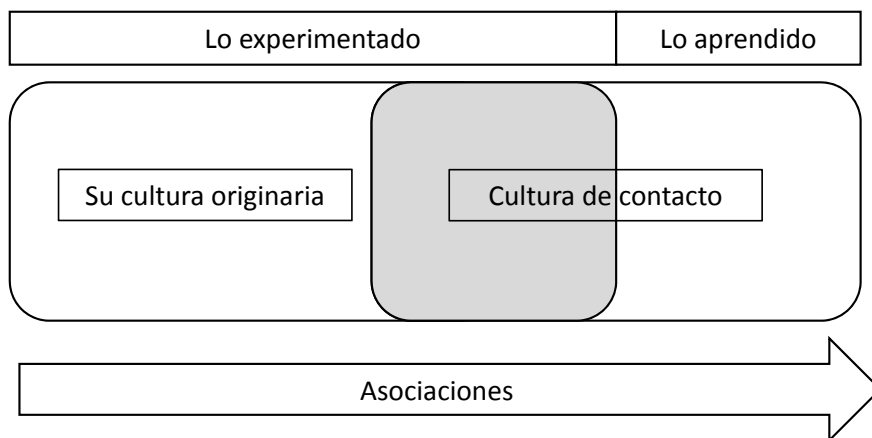 Lo experimentado
Lo aprendido
Su cultura originaria
Cultura de contacto
Asociaciones